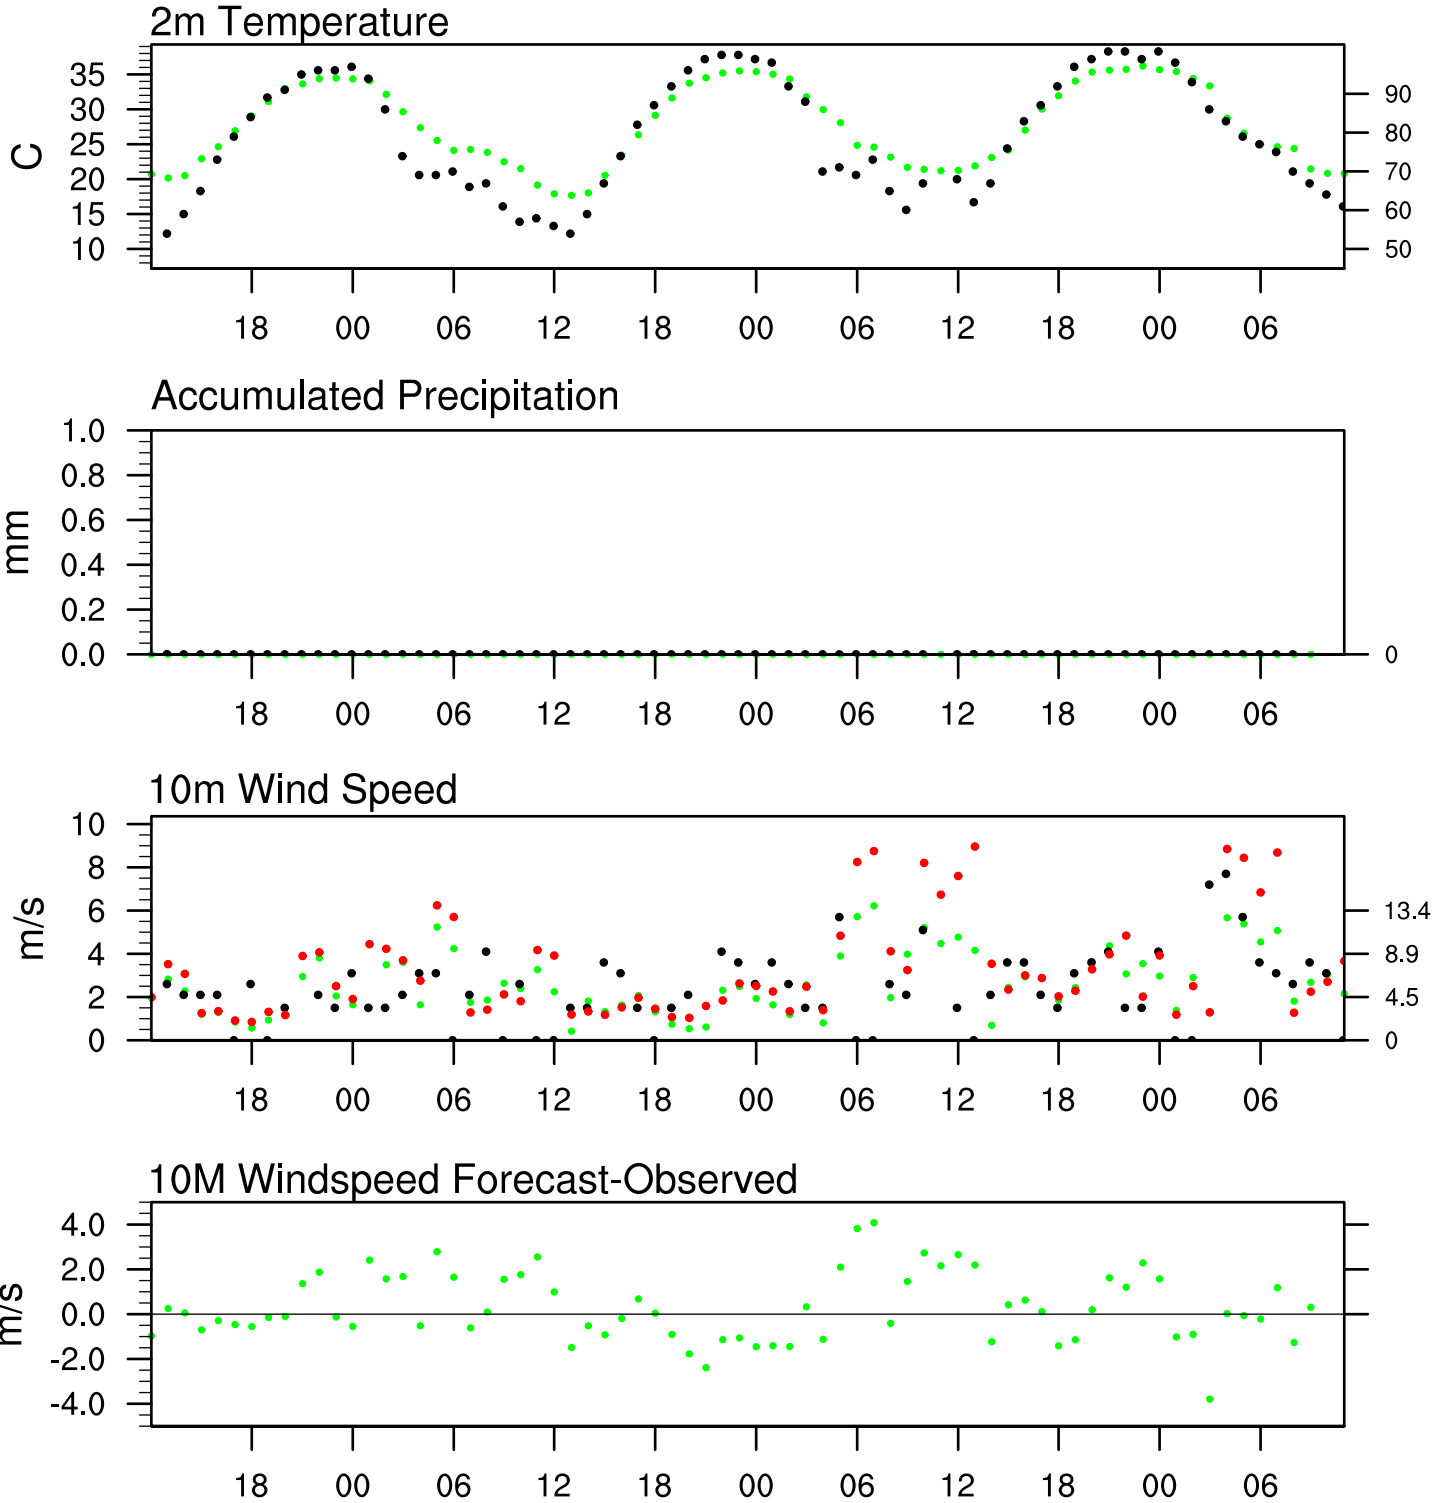 2m Temperature
C
35
30
25
20
15
10
90
80
70
60
50
18 00 06 12 18 00 06 12 18 00 06
Accumulated Precipitation
mm
1.0
0.8
0.6
0.4
0.2
0.0
0
18 00 06 12 18 00 06 12 18 00 06
10m Wind Speed
m/s
10
8
6
4
2
0
13.4
8.9
4.5
0
18 00 06 12 18 00 06 12 18 00 06
10M Windspeed Forecast-Observed
m/s
4.0
2.0
0.0
-2.0
-4.0
18 00 06 12 18 00 06 12 18 00 06